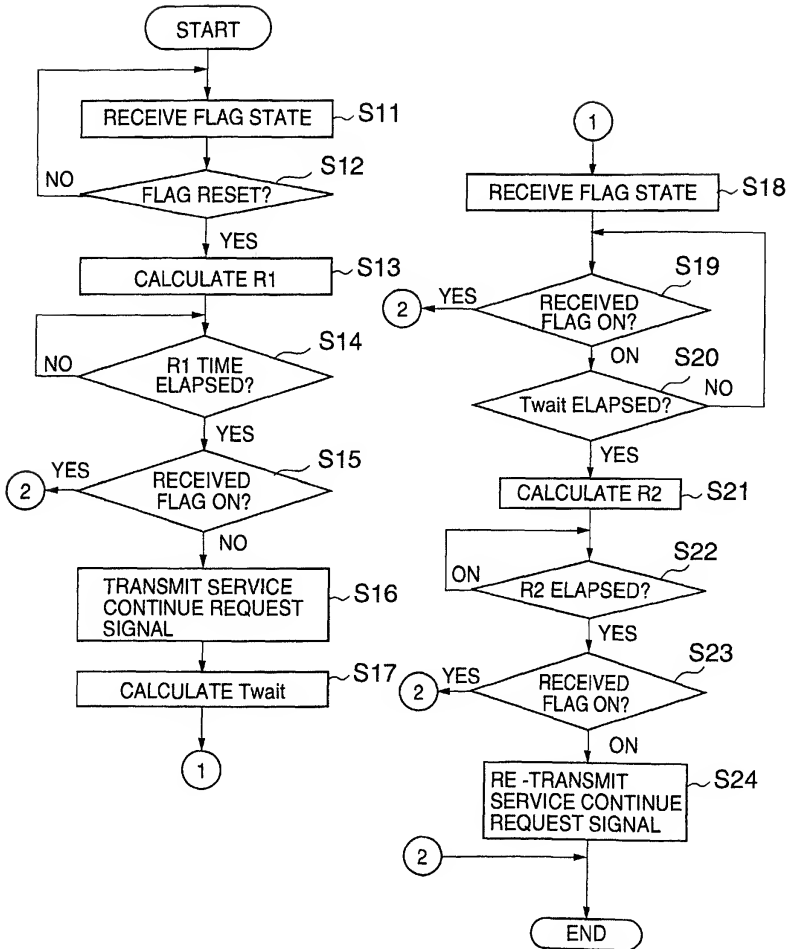 START
RECEIVE FLAG STATE
S11
S12
NO
FLAG RESET?
YES
CALCULATE R1
S13
S14
NO
R1 TIME
ELAPSED?
YES
S15
YES
RECEIVED
FLAG ON?
2
NO
TRANSMIT SERVICE
CONTINUE REQUEST
SIGNAL
S16
CALCULATE Twait
S17
1
1
RECEIVE FLAG STATE
S18
S19
YES
RECEIVED
FLAG ON?
2
ON
S20
NO
Twait ELAPSED?
YES
CALCULATE R2
S21
S22
ON
R2 ELAPSED?
YES
S23
YES
RECEIVED
FLAG ON?
2
ON
RE -TRANSMIT
SERVICE CONTINUE
REQUEST SIGNAL
S24
2
END